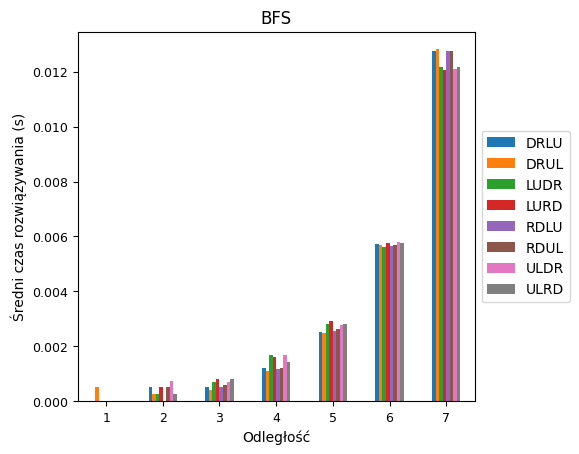 BFS
Średni czas rozwiązywania (s)
0.012
0.010
0.008
0.006
0.004
0.002
0.000
1 2 3 4 5 6 7
Odległość
DRLU
DRUL
LUDR
LURD
RDLU
RDUL
ULDR
ULRD